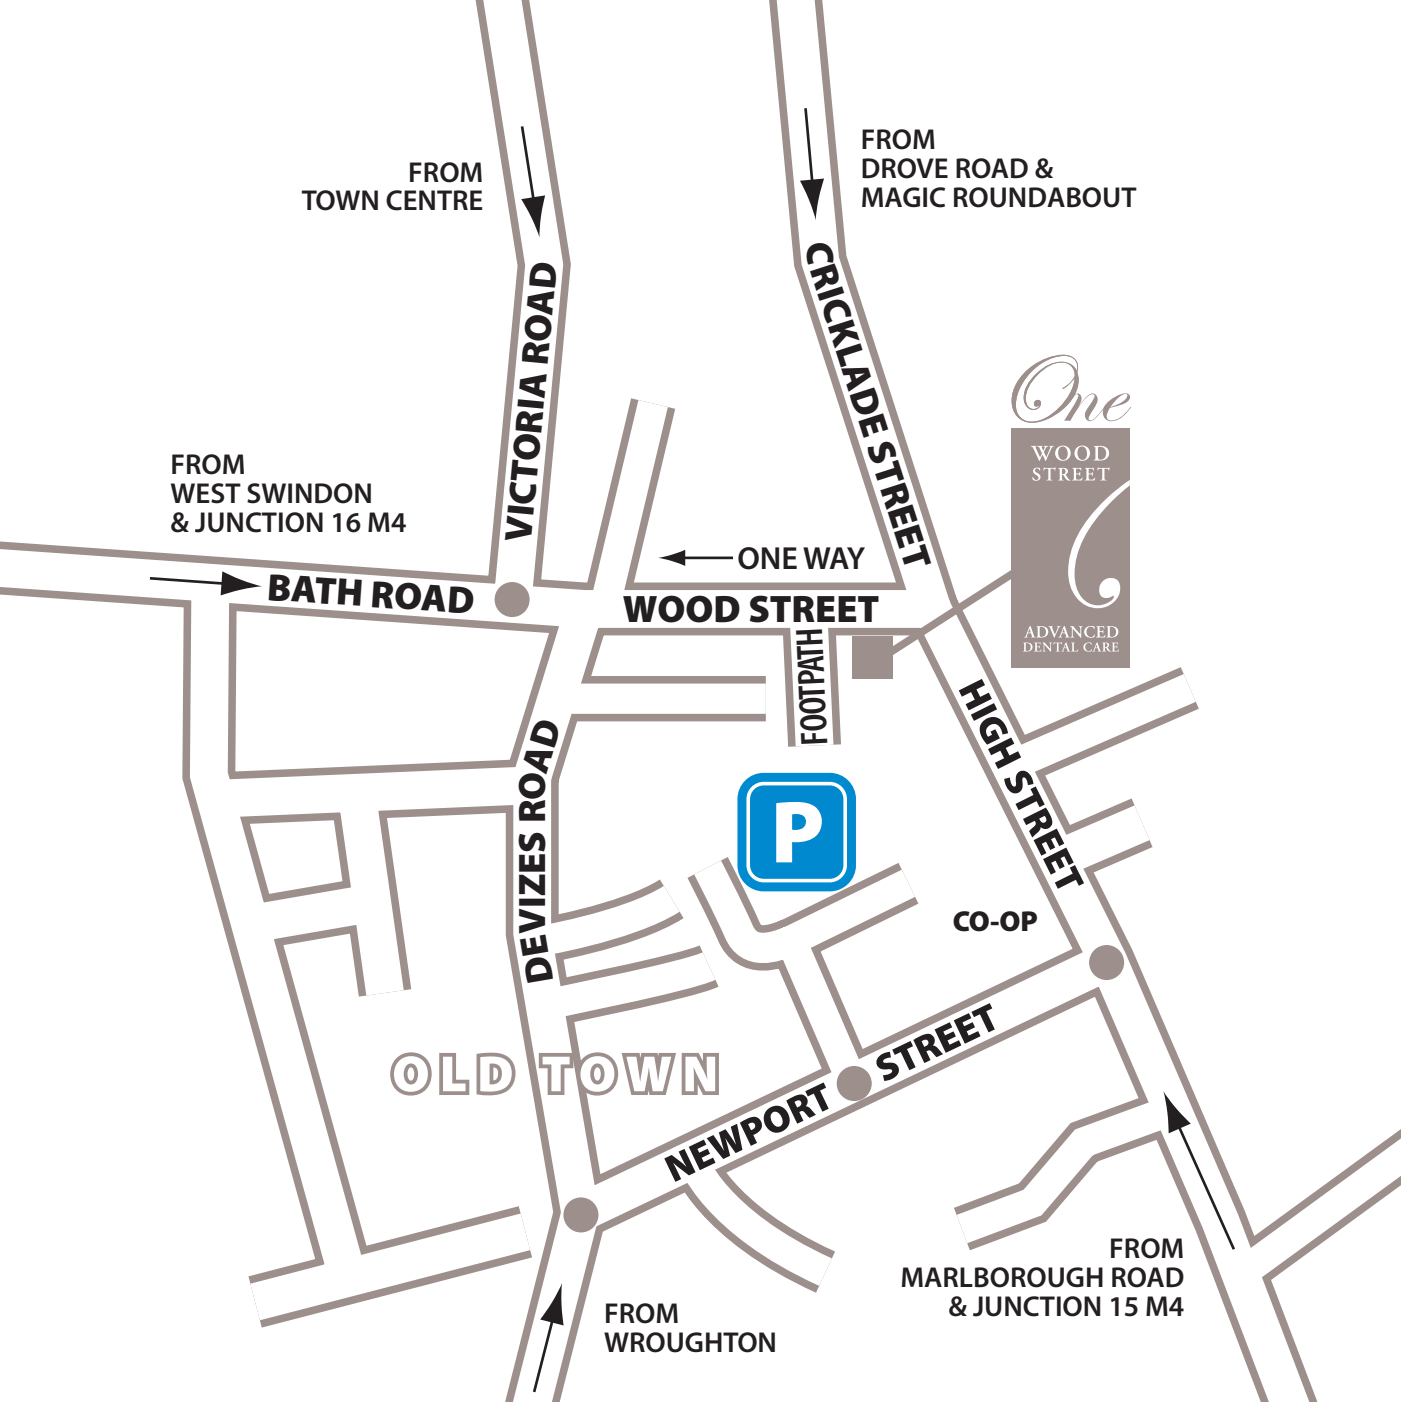 FROM
DROVE ROAD &
MAGIC ROUNDABOUT
FROM
TOWN CENTRE
CRICKLADE STREET
VICTORIA ROAD
One
WOOD
STREET
ADVANCED
DENTAL CARE
FROM
WEST SWINDON
& JUNCTION 16 M4
ONE WAY
BATH ROAD
WOOD STREET
FOOTPATH
HIGH STREET
DEVIZES ROAD
P
CO-OP
OLD TOWN
NEWPORT STREET
FROM
MARLBOROUGH ROAD
& JUNCTION 15 M4
FROM
WROUGHTON